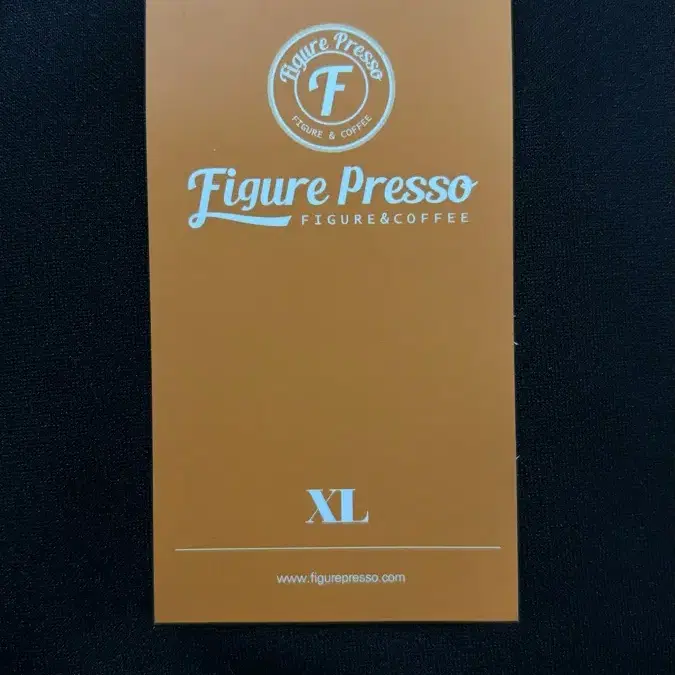 Figure Presso
F
FIGURE & COFFEE
Figure Presso
FIGURE&COFFEE
XL
www.figurepresso.com